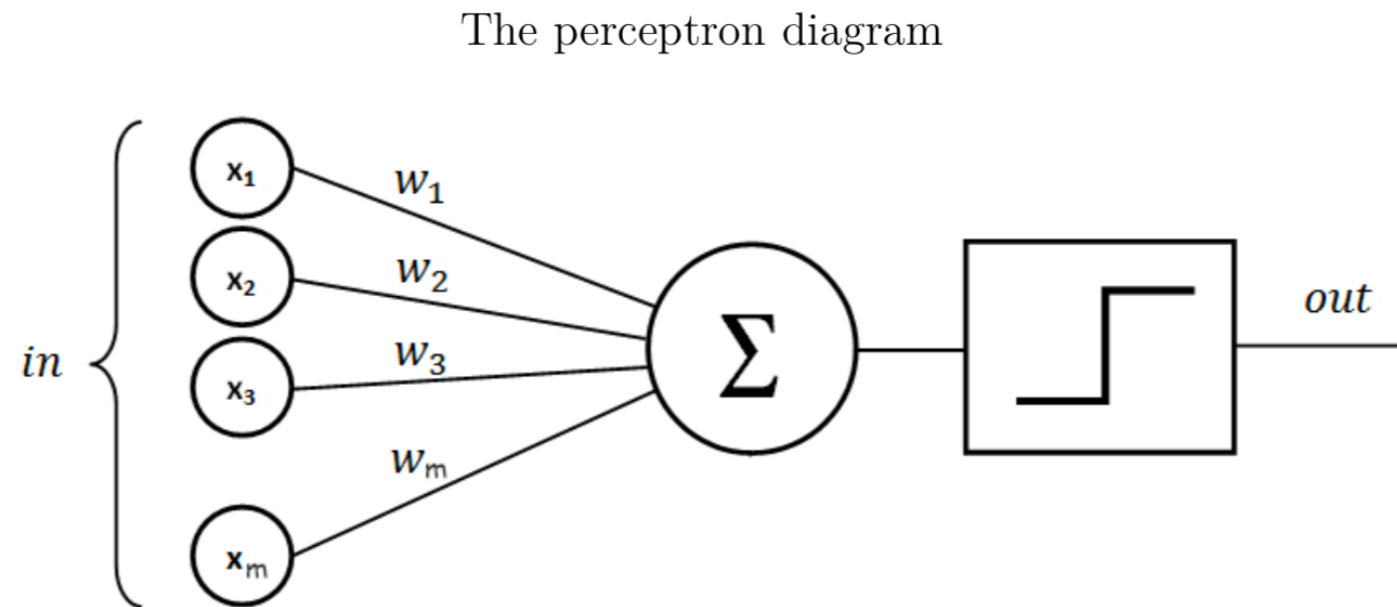 The perceptron diagram
x₁
w₁
x₂
w₂
in
x₃
w₃
Σ
out
wₘ
xₘ